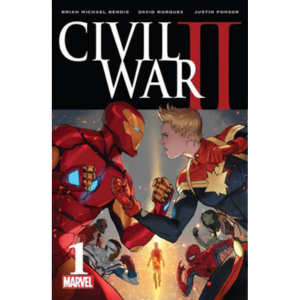 BRIAN MICHAEL BENDIS DAVID MARQUEZ JUSTIN PONSOR
CIVIL
WAR II
1
MARVEL